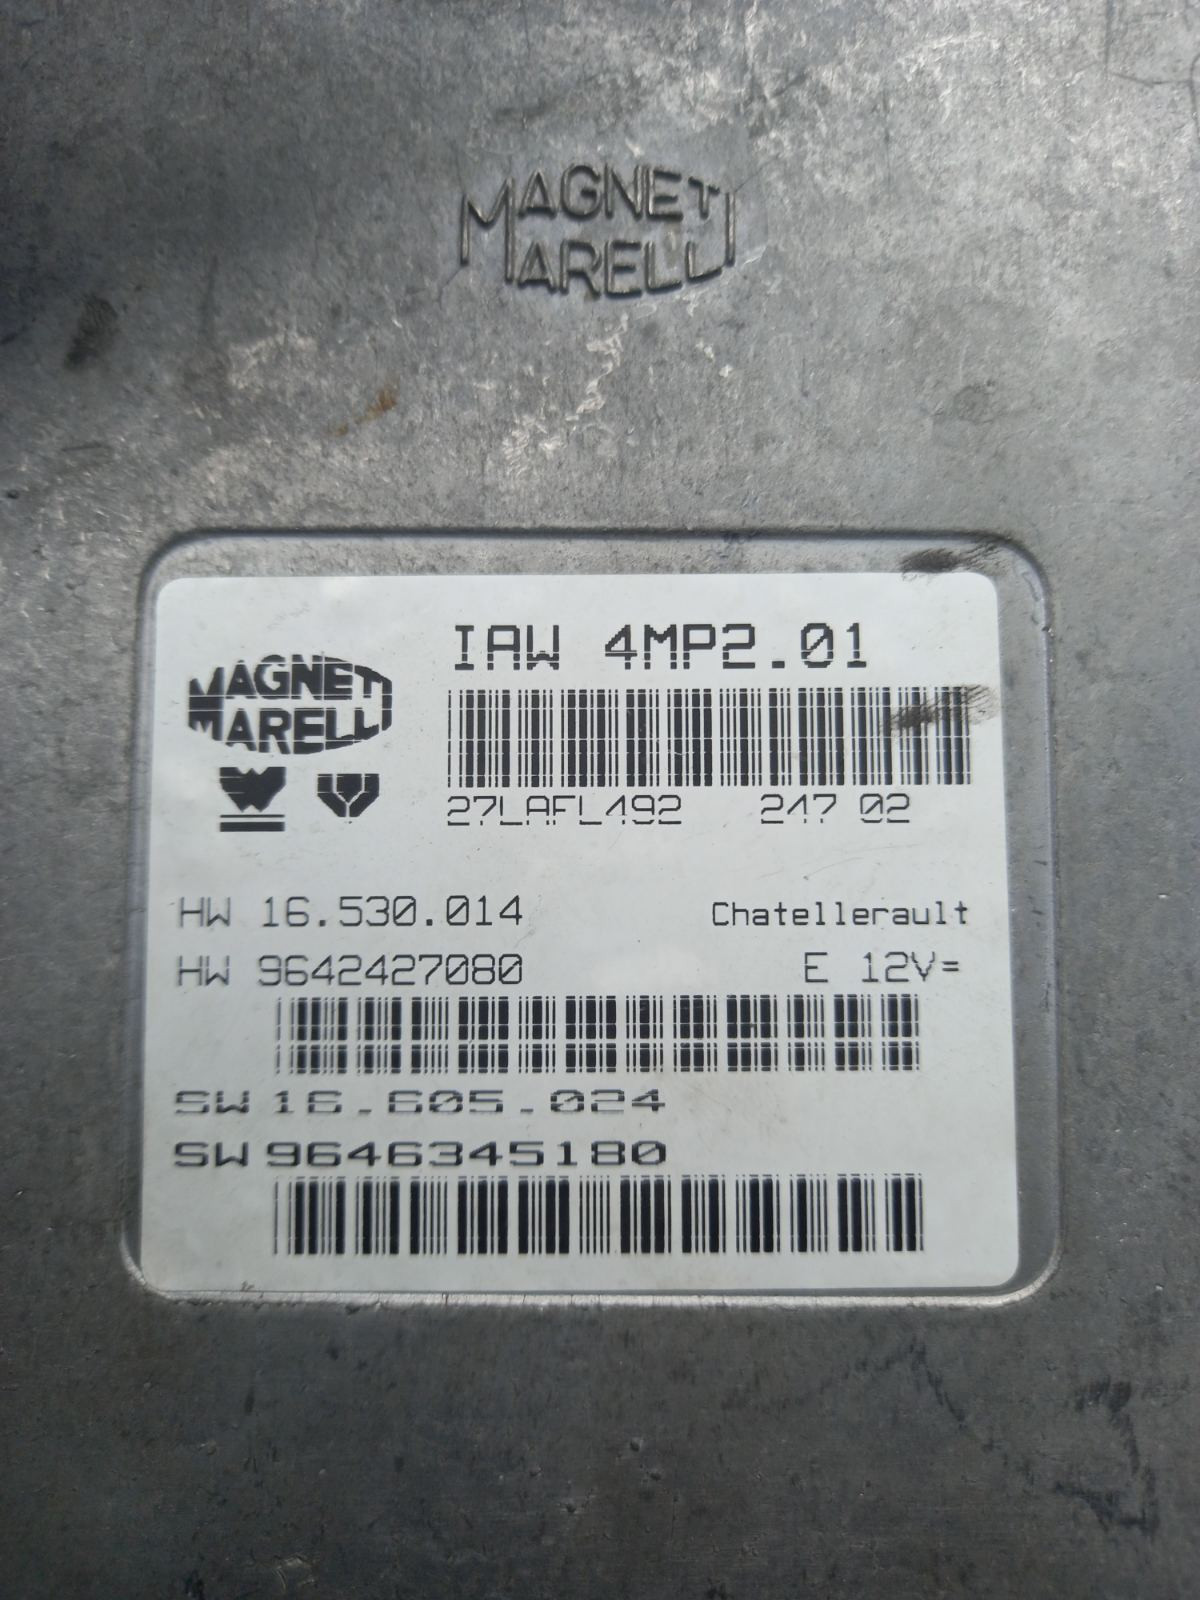 MAGNETI
MARELLI
IAW 4MP2.01
MAGNETI
MARELLI
27LAFL492 247 02
HW 16.530.014 Chatellerault
HW 9642427080 E 12V=
SW 16.605.024
SW 9646345180